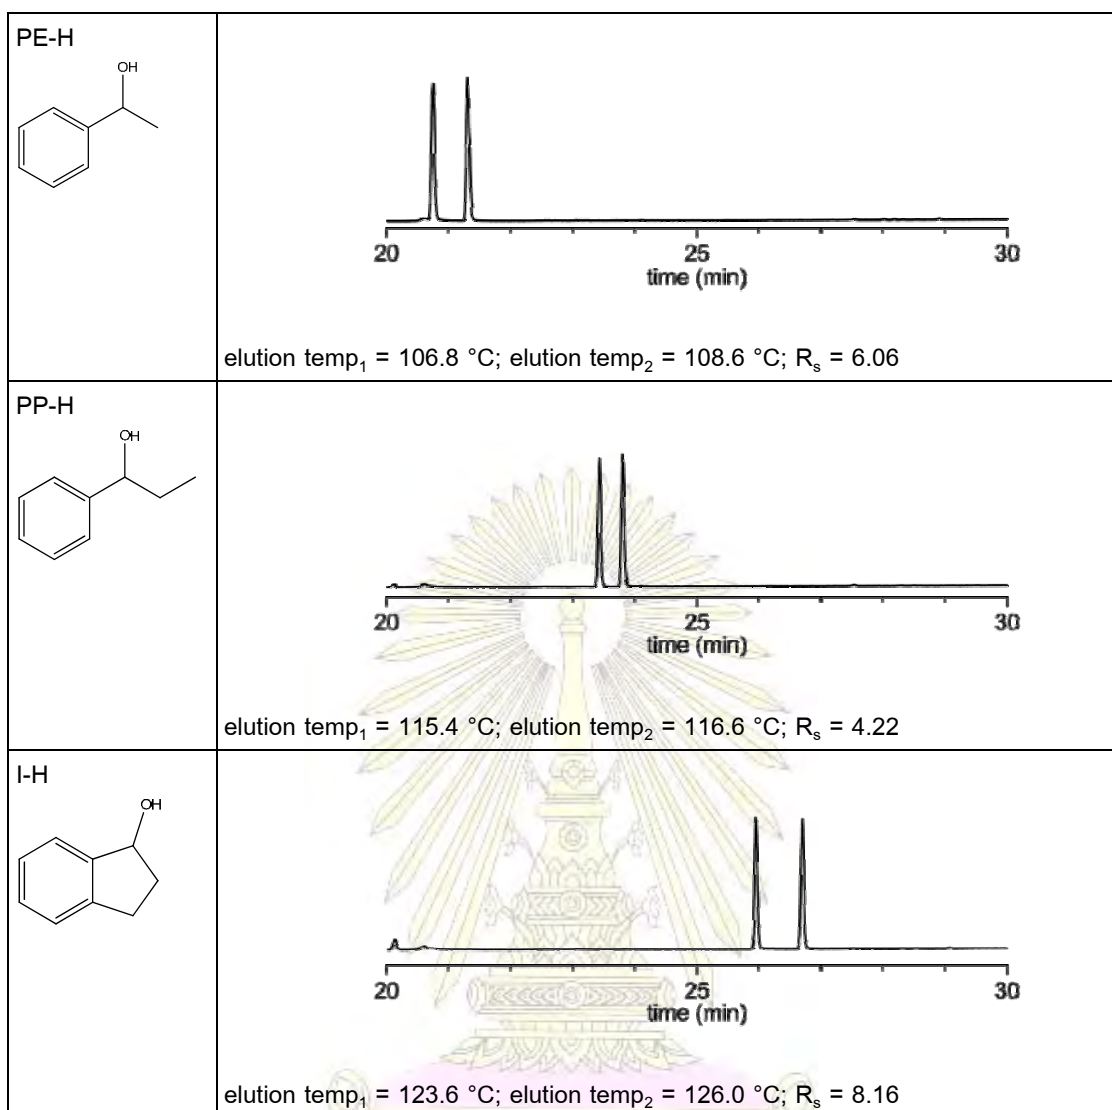 PE-H
OH
20 25 30
time (min)
elution temp₁ = 106.8 °C; elution temp₂ = 108.6 °C; Rₛ = 6.06
PP-H
OH
20 25 30
time (min)
elution temp₁ = 115.4 °C; elution temp₂ = 116.6 °C; Rₛ = 4.22
I-H
OH
20 25 30
time (min)
elution temp₁ = 123.6 °C; elution temp₂ = 126.0 °C; Rₛ = 8.16